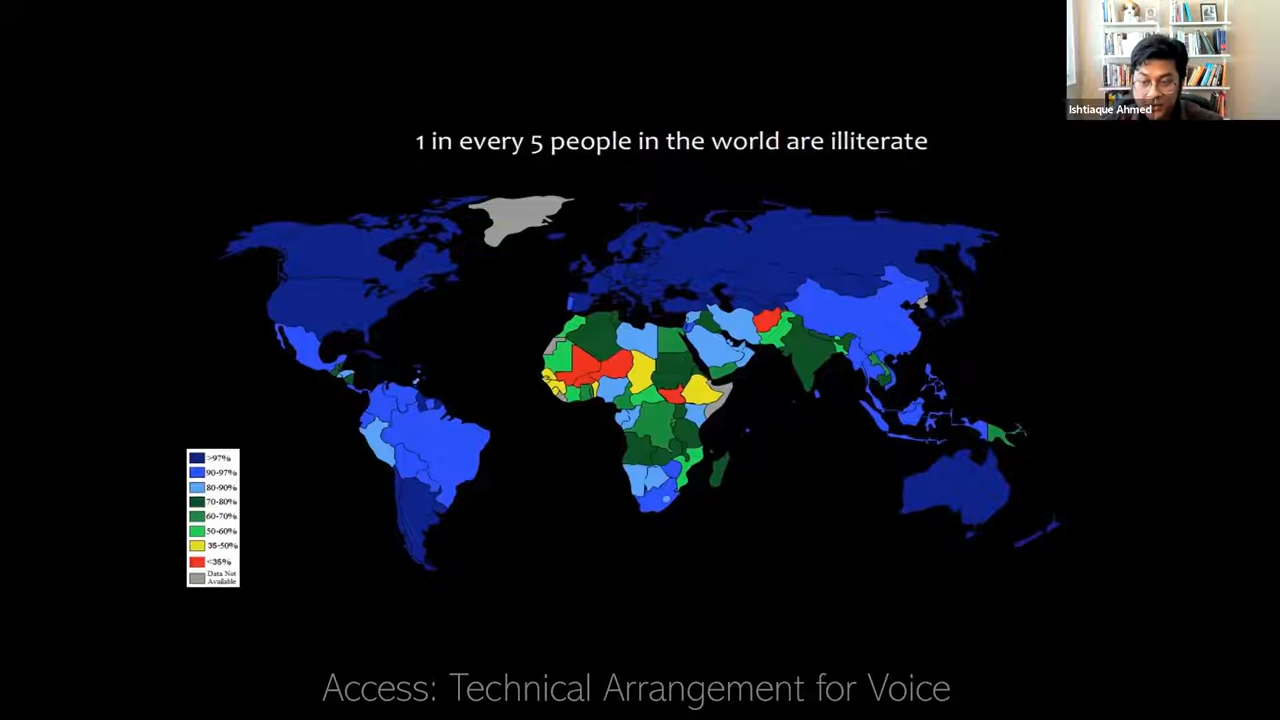 Ishtiaque Ahmed
1 in every 5 people in the world are illiterate
>97%
90-97%
80-90%
70-80%
60-70%
50-60%
35-50%
<35%
Data Not
Available
Access: Technical Arrangement for Voice